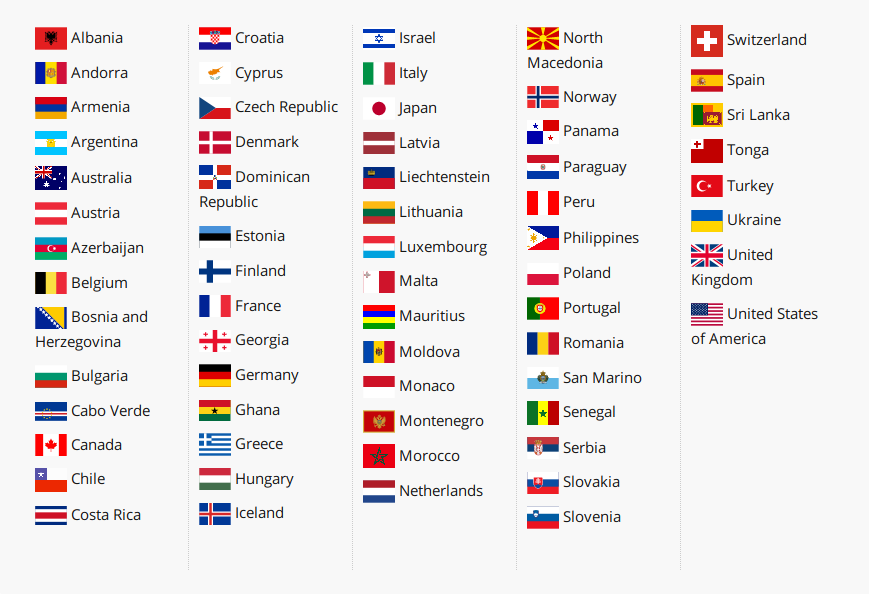 Albania
Andorra
Armenia
Argentina
Australia
Austria
Azerbaijan
Belgium
Bosnia and
Herzegovina
Bulgaria
Cabo Verde
Canada
Chile
Costa Rica
Croatia
Cyprus
Czech Republic
Denmark
Dominican
Republic
Estonia
Finland
France
Georgia
Germany
Ghana
Greece
Hungary
Iceland
Israel
Italy
Japan
Latvia
Liechtenstein
Lithuania
Luxembourg
Malta
Mauritius
Moldova
Monaco
Montenegro
Morocco
Netherlands
North
Macedonia
Norway
Panama
Paraguay
Peru
Philippines
Poland
Portugal
Romania
San Marino
Senegal
Serbia
Slovakia
Slovenia
Switzerland
Spain
Sri Lanka
Tonga
Turkey
Ukraine
United
Kingdom
United States
of America